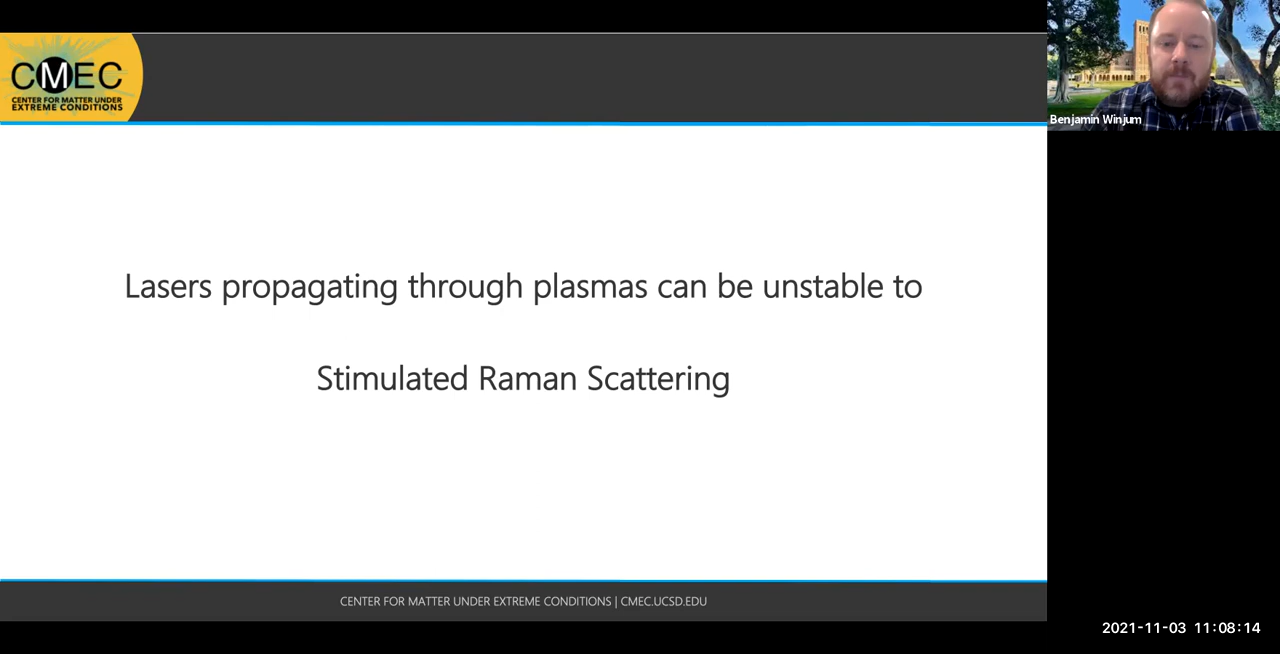 CMEC
CENTER FOR MATTER UNDER
EXTREME CONDITIONS
Benjamin Winjum
Lasers propagating through plasmas can be unstable to
Stimulated Raman Scattering
CENTER FOR MATTER UNDER EXTREME CONDITIONS | CMEC.UCSD.EDU
2021-11-03 11:08:14